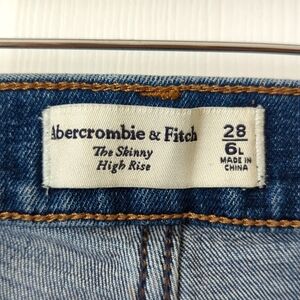 Abercrombie & Fitch
The Skinny
High Rise
28
6L
MADE IN
CHINA